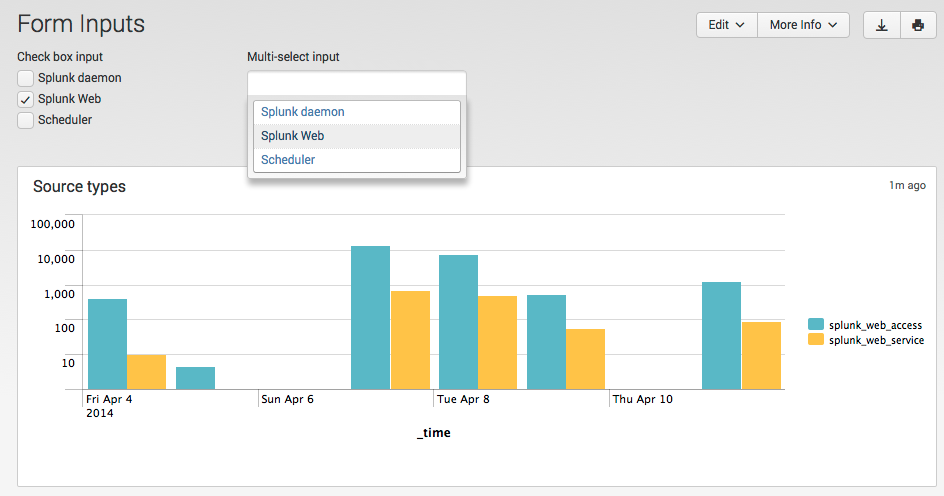 Form Inputs
Edit
More Info
Check box input
Splunk daemon
Splunk Web
Scheduler
Multi-select input
Splunk daemon
Splunk Web
Scheduler
Source types
1m ago
100,000
10,000
1,000
100
10
Fri Apr 4
2014
Sun Apr 6
Tue Apr 8
Thu Apr 10
_time
splunk_web_access
splunk_web_service